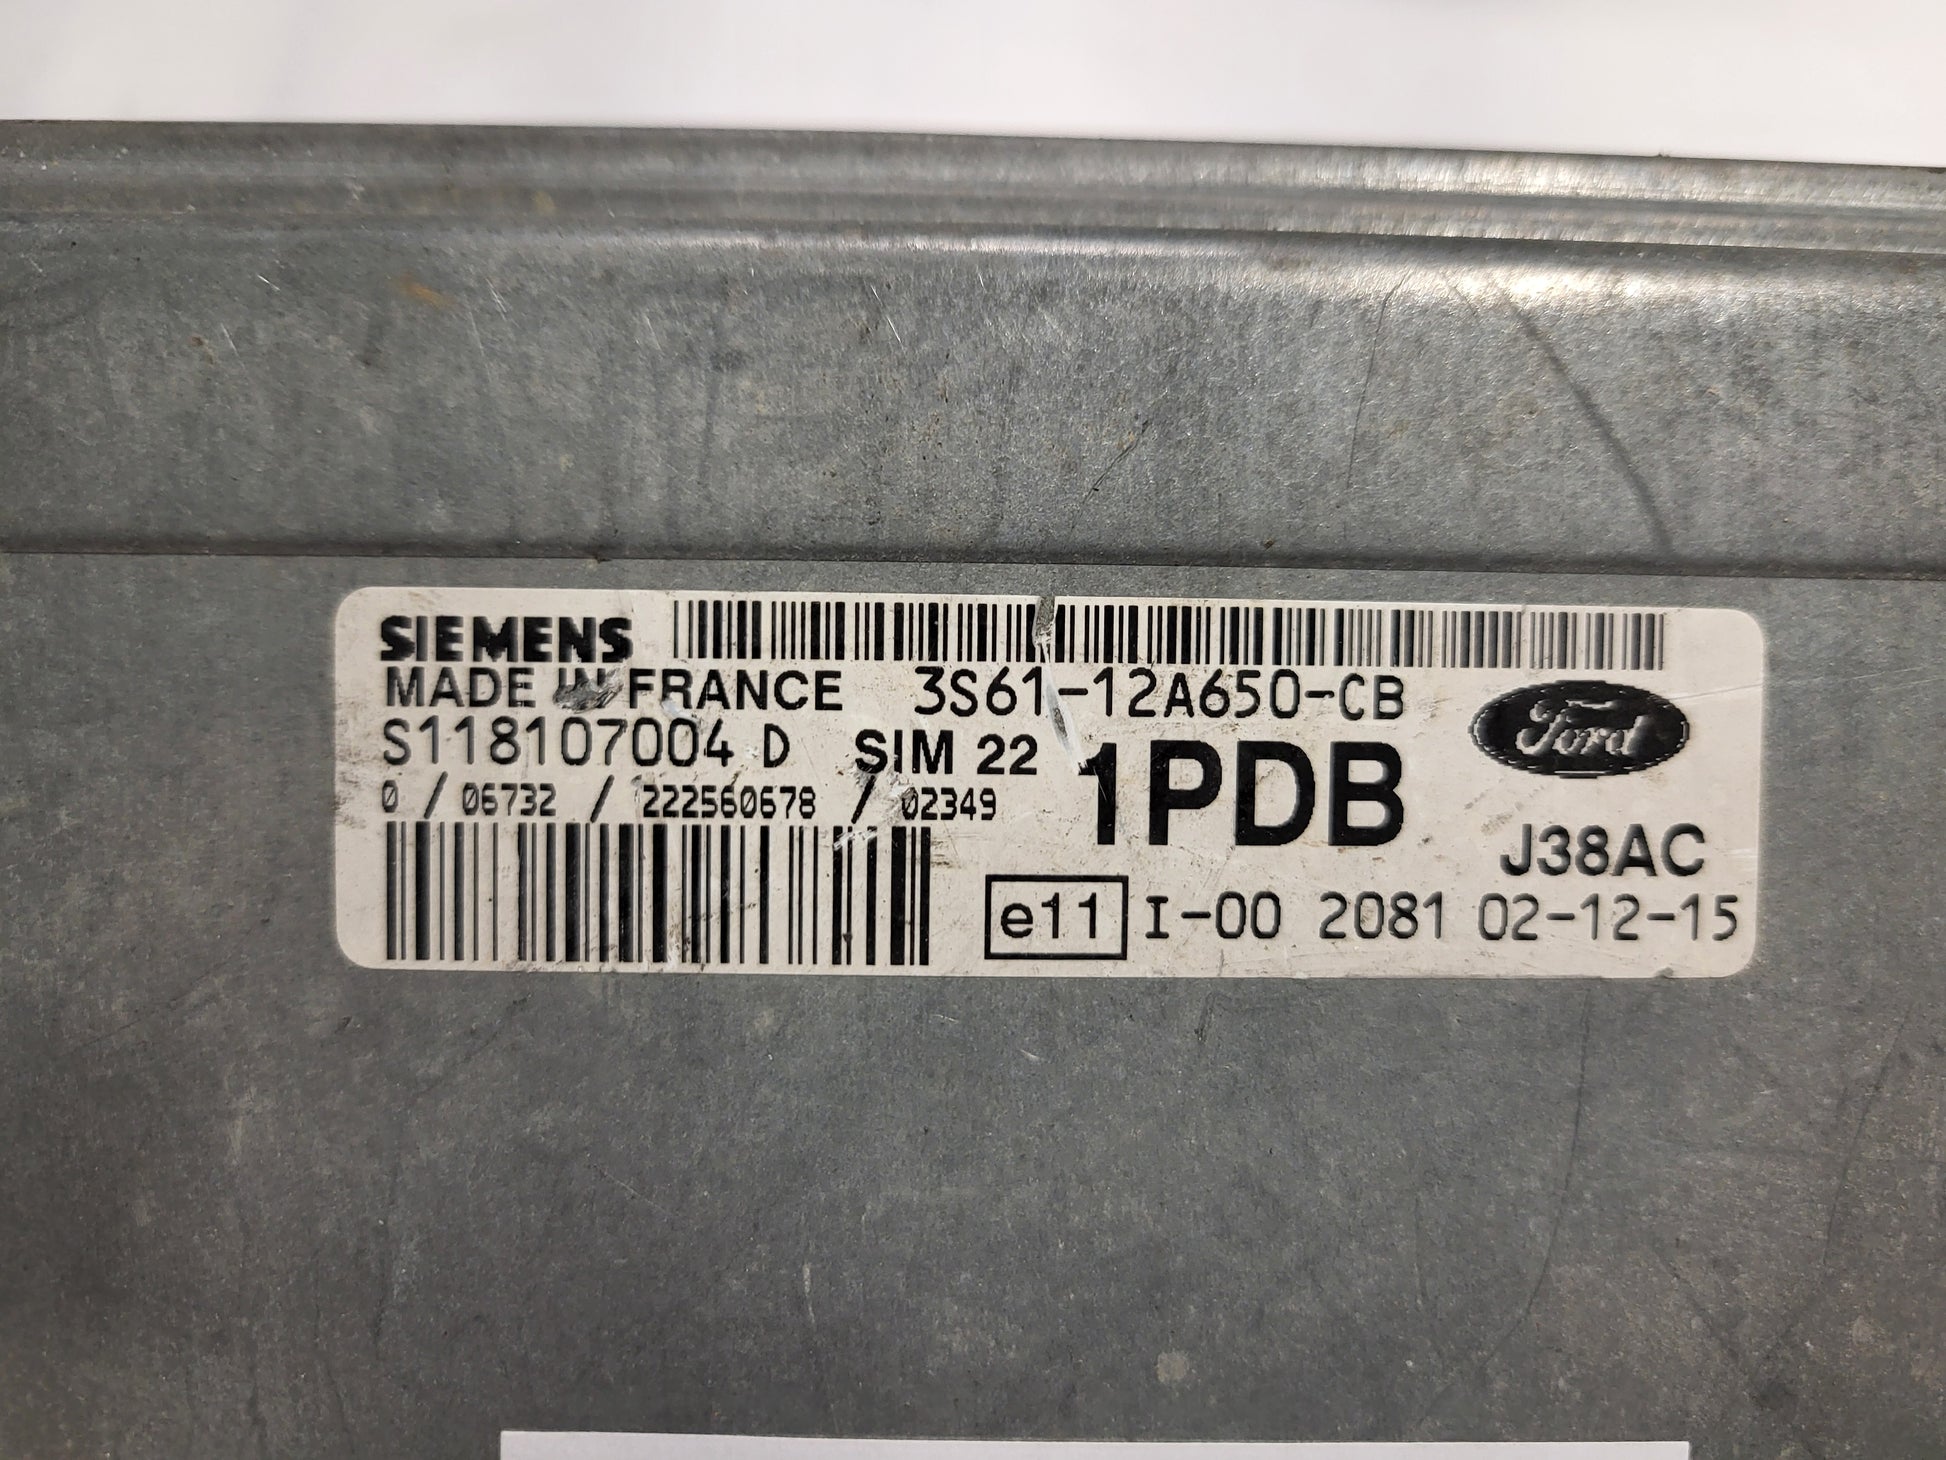 SIEMENS
MADE IN FRANCE 3S61-12A650-CB
Ford
S118107004 D SIM 22
1PDB
0 / 06732 / 222560678 / 02349
J38AC
e11 I-00 2081 02-12-15